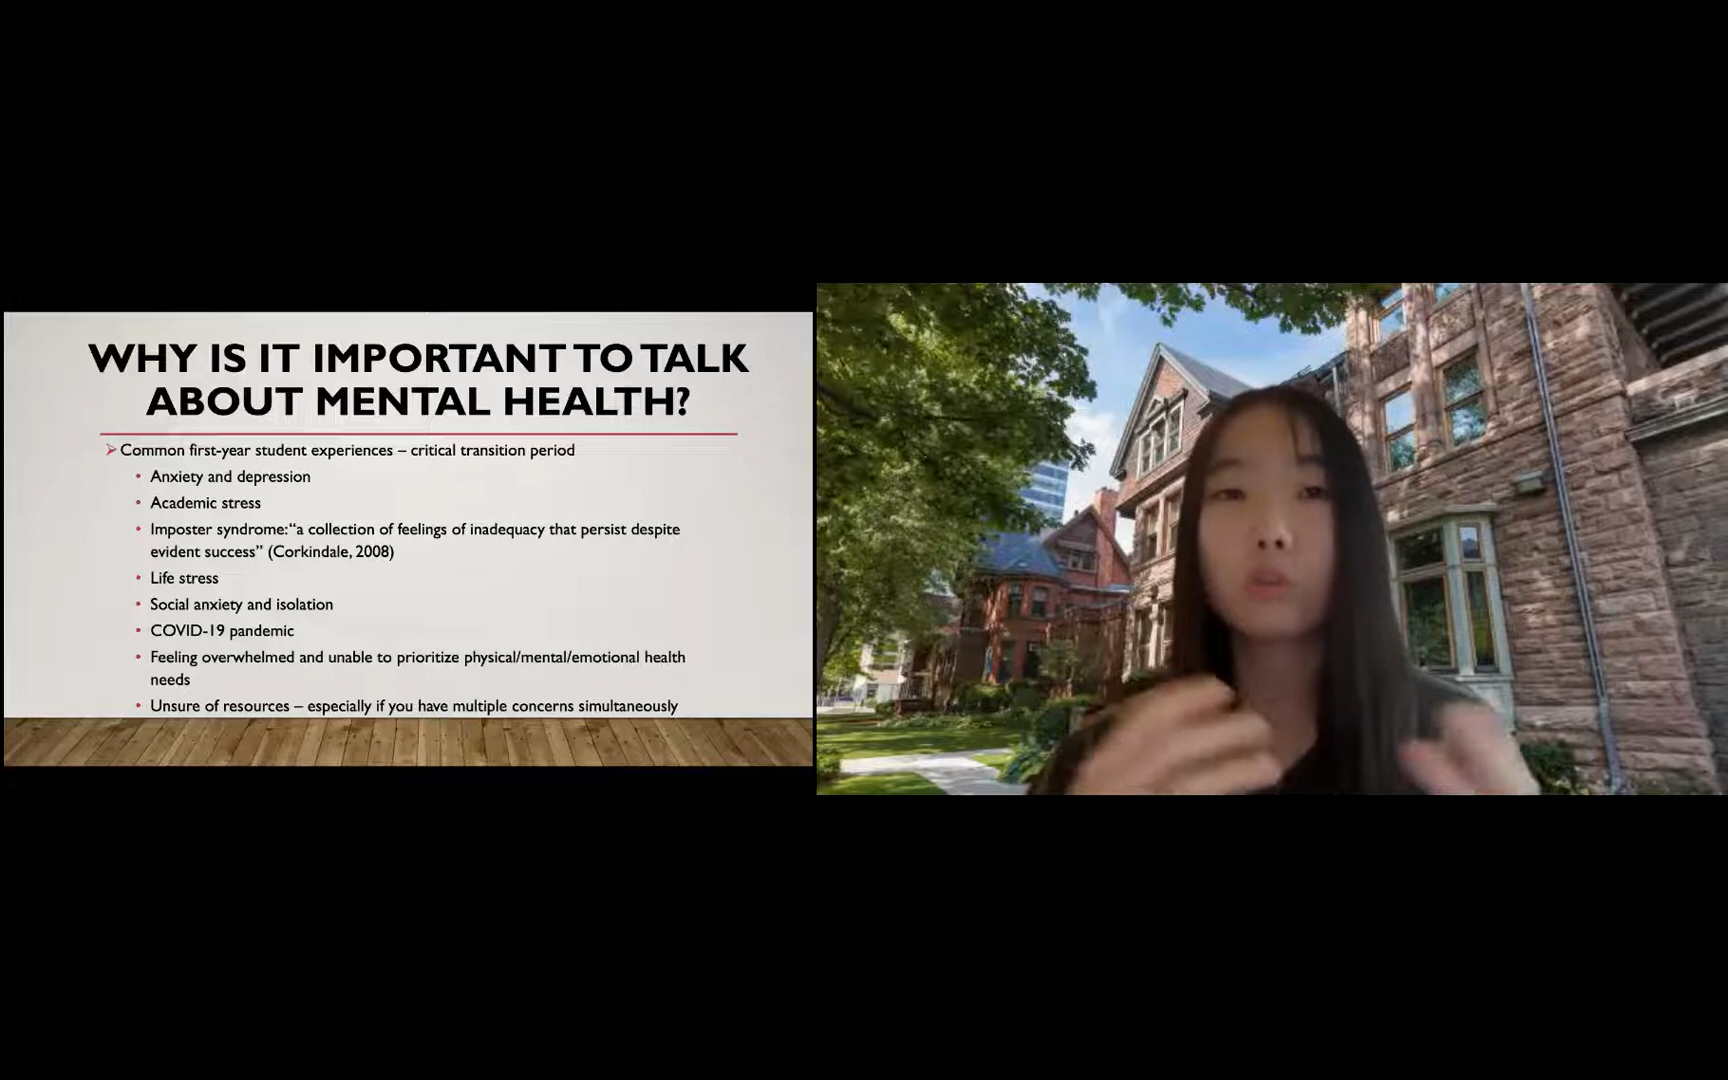 WHY IS IT IMPORTANT TO TALK
ABOUT MENTAL HEALTH?
Common first-year student experiences – critical transition period
• Anxiety and depression
• Academic stress
• Imposter syndrome: “a collection of feelings of inadequacy that persist despite
evident success” (Corkindale, 2008)
• Life stress
• Social anxiety and isolation
• COVID-19 pandemic
• Feeling overwhelmed and unable to prioritize physical/mental/emotional health
needs
• Unsure of resources – especially if you have multiple concerns simultaneously